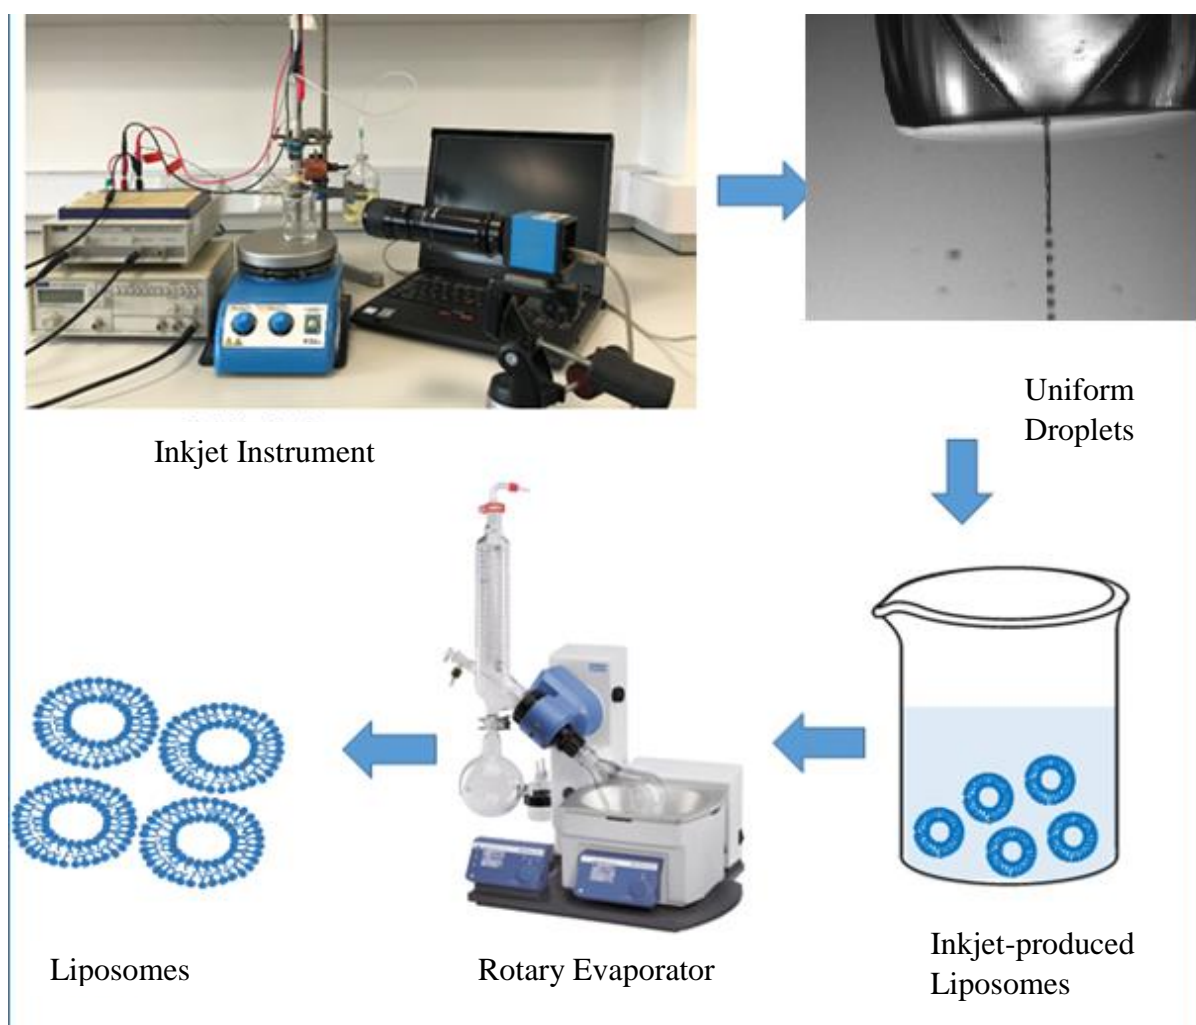 Inkjet Instrument
Uniform
Droplets
Inkjet-produced
Liposomes
Rotary Evaporator
Liposomes